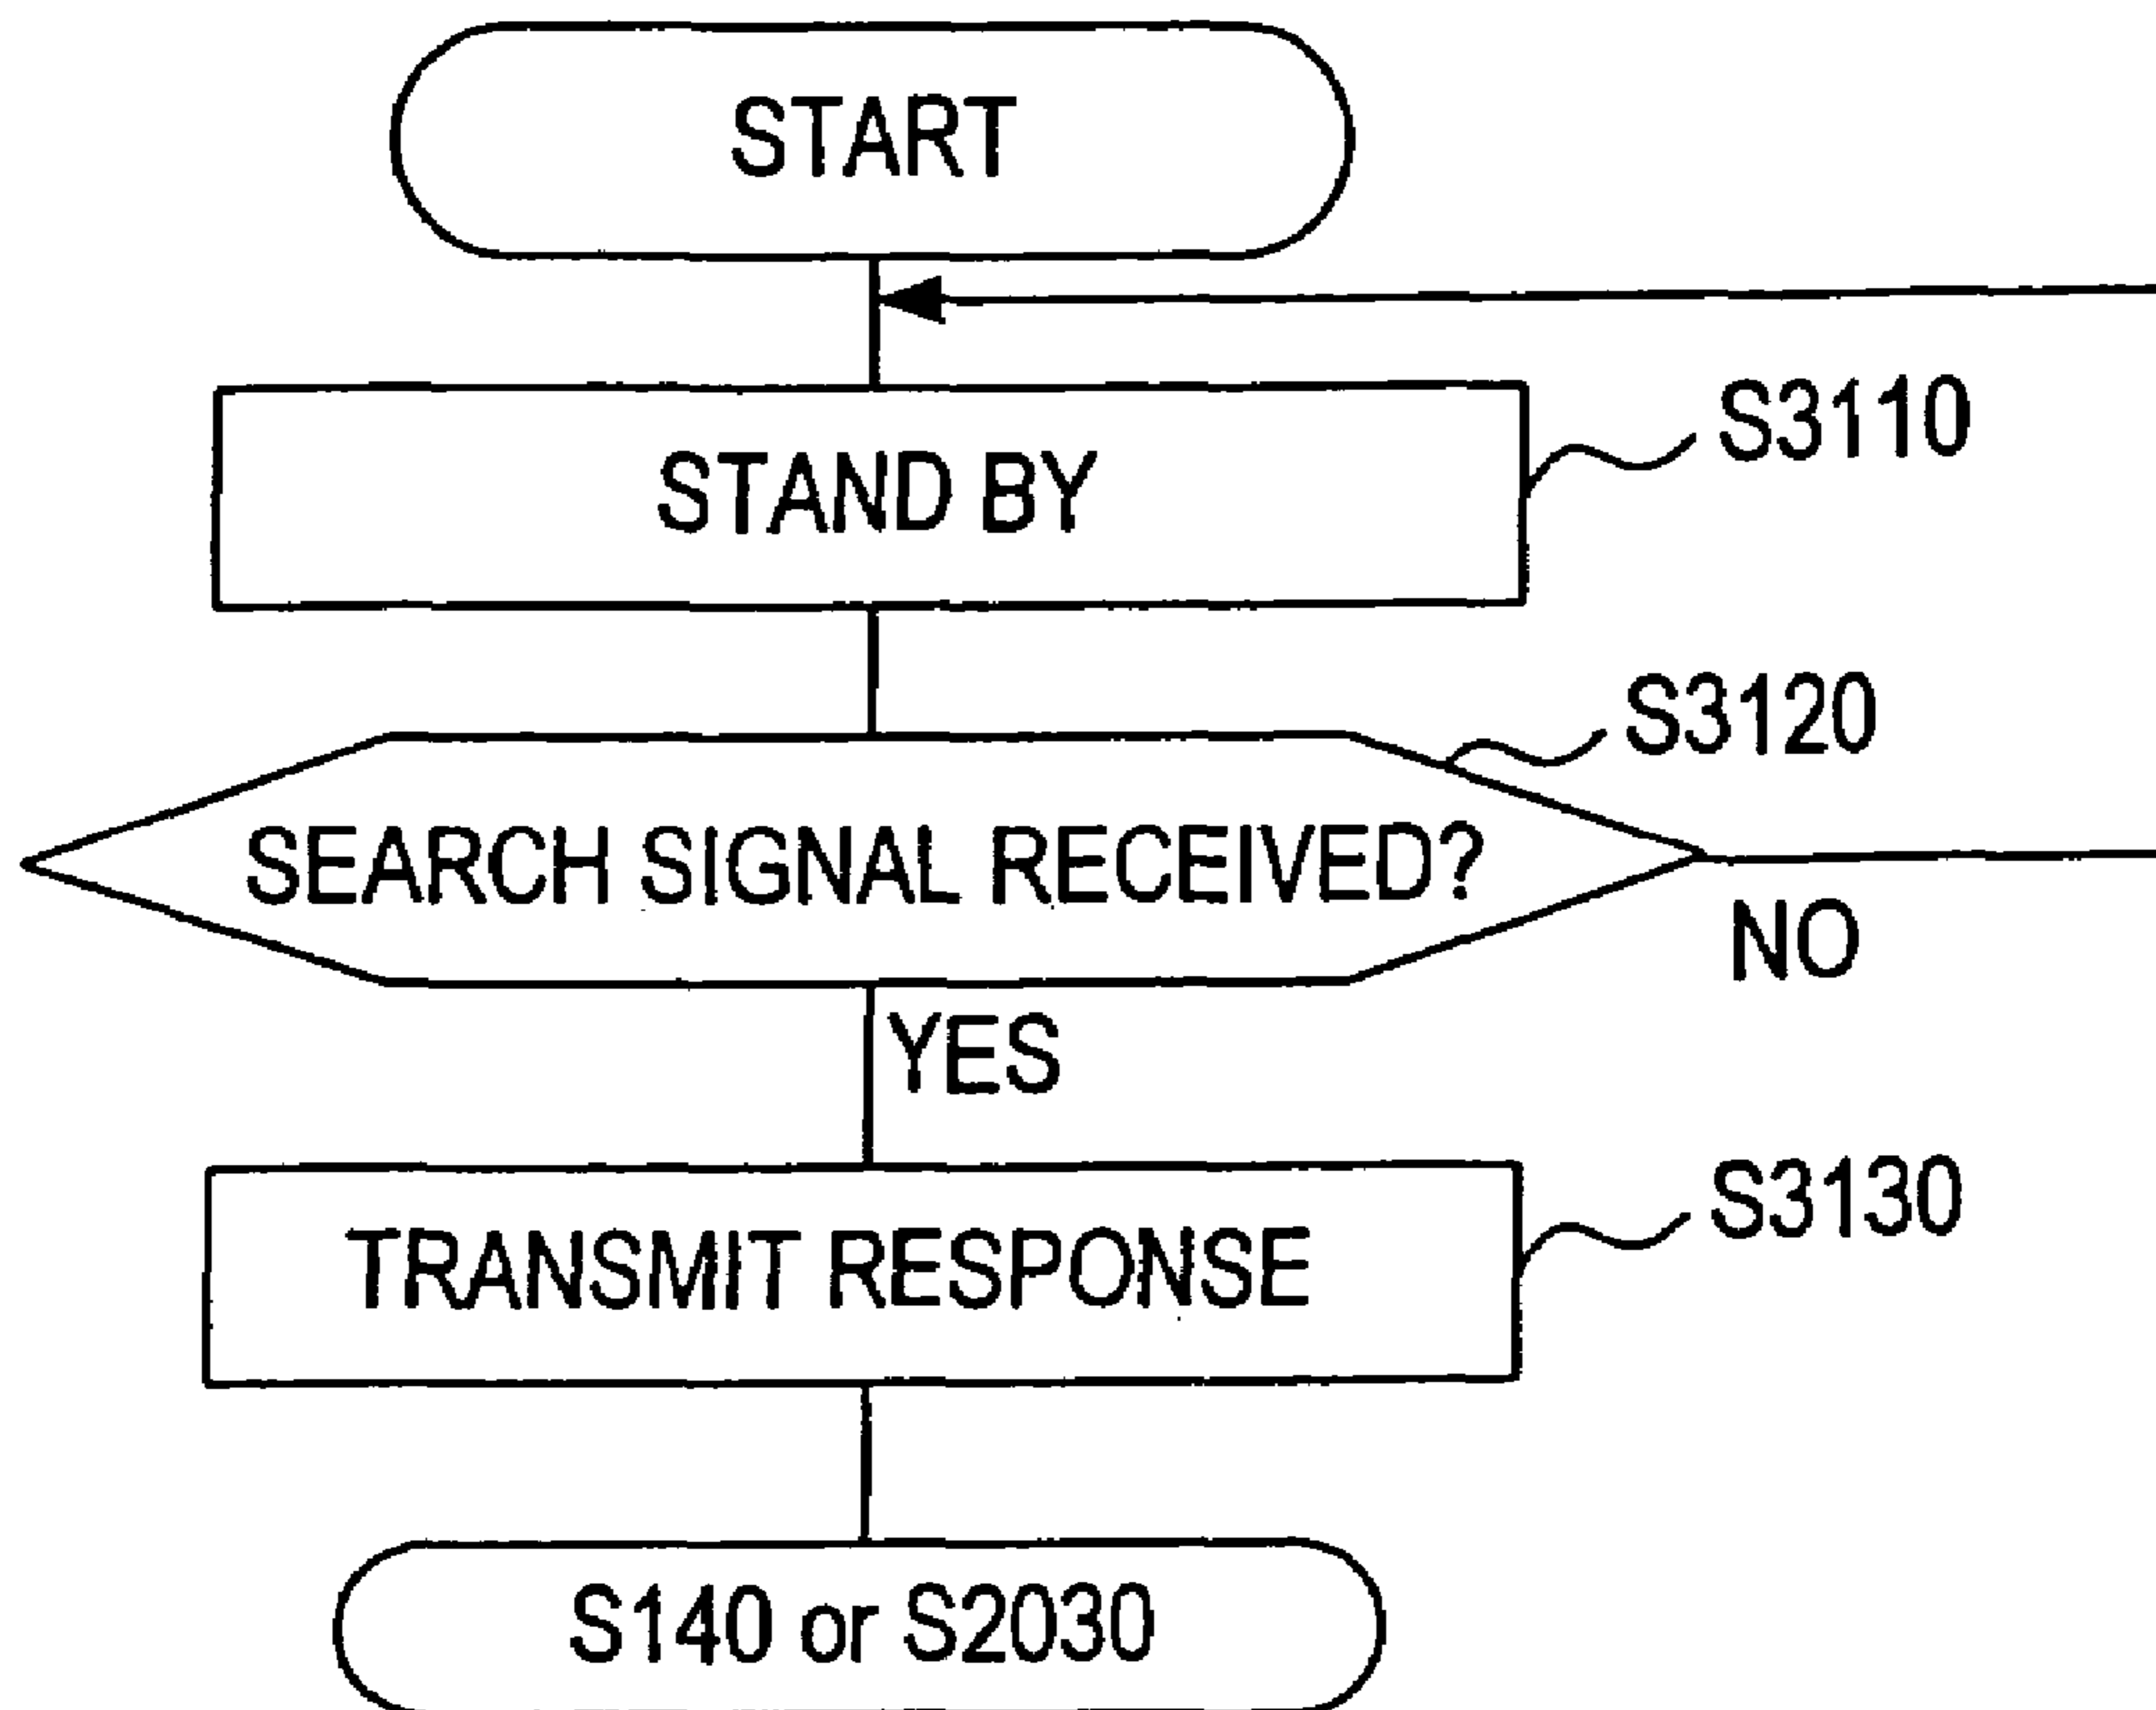 START
STAND BY
S3110
S3120
SEARCH SIGNAL RECEIVED?
NO
YES
TRANSMIT RESPONSE
S3130
S140 or S2030